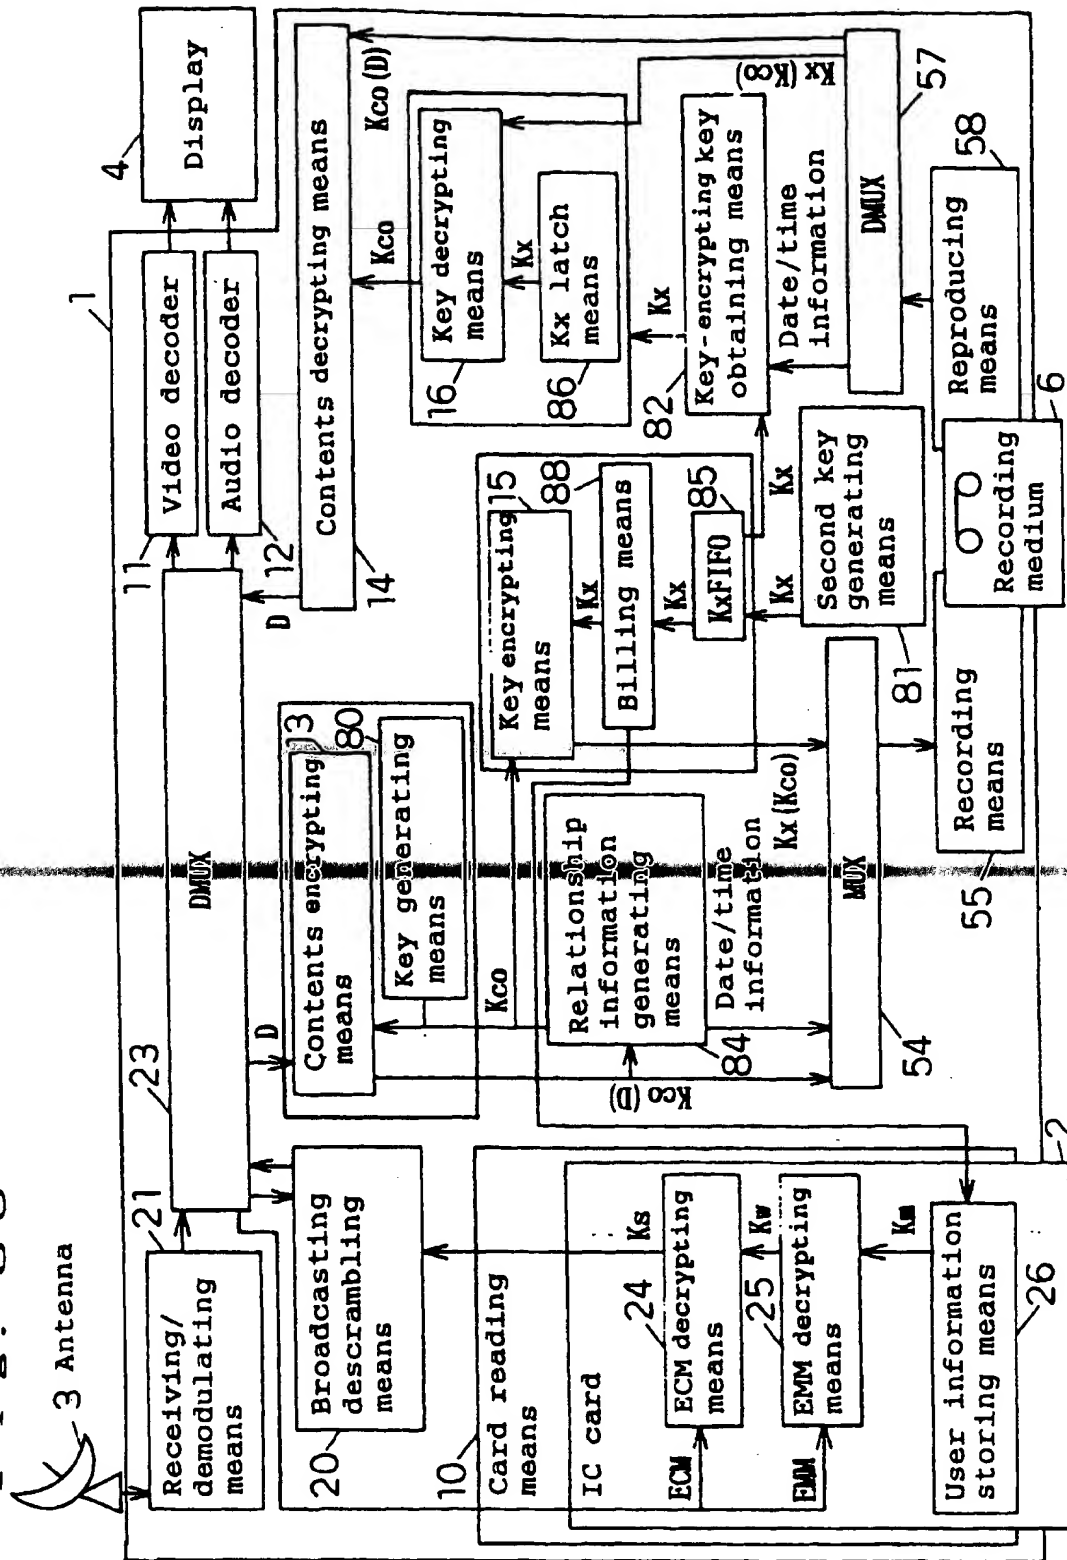 3 Antenna
1
4
Display
21
Receiving/
demodulating
means
23
DMUX
11
Video decoder
12
Audio decoder
D
D
20
Broadcasting
descrambling
means
13
Contents encrypting
means
80
Key generating
means
14
Contents decrypting means
Kco
Kco (D)
10
Card reading
means
IC card
2
Ks
24
ECM decrypting
means
ECM
Kw
25
EMM decrypting
means
EMM
Km
User information
storing means
26
Kco
Kco (D)
Relationship
information
generating
means
84
Date/time
information
Kx (Kco)
15
Key encrypting
means
Kx
88
Billing means
Kx
85
KxFIFO
Kx
Kx
Second key
generating
means
81
16
Key decrypting
means
Kx
86
Kx latch
means
Kx
82
Key-encrypting key
obtaining means
Date/time
information
Kx (Kco)
DMUX
57
MUX
54
55
Recording
means
Recording
medium
6
Reproducing
means
58